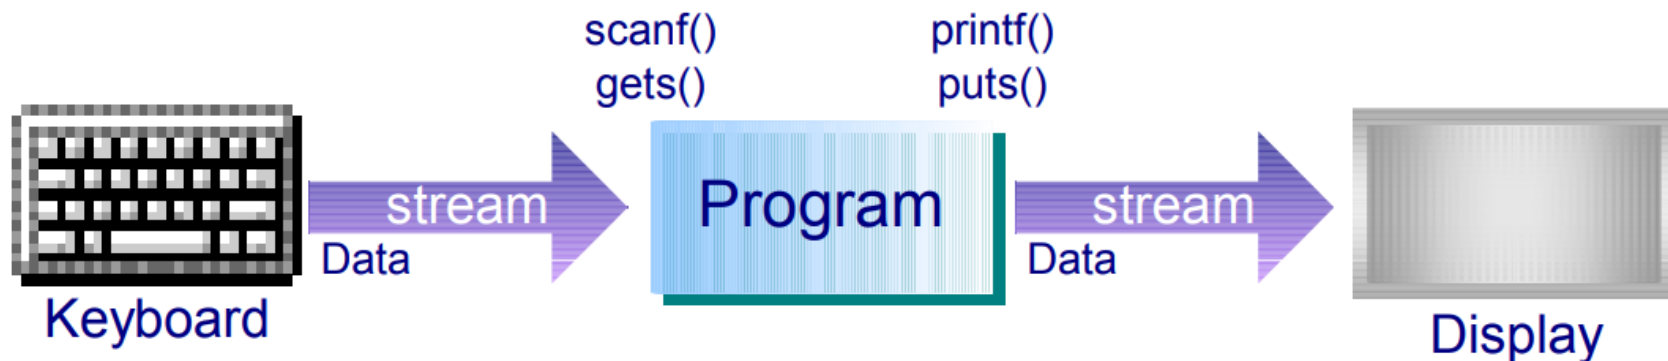 scanf()
gets()
printf()
puts()
stream
Data
Keyboard
Program
stream
Data
Display